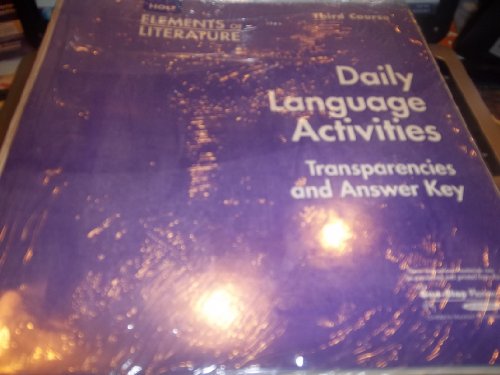 HOLT
ELEMENTS OF
LITERATURE
Third Course
Daily
Language
Activities
Transparencies
and Answer Key